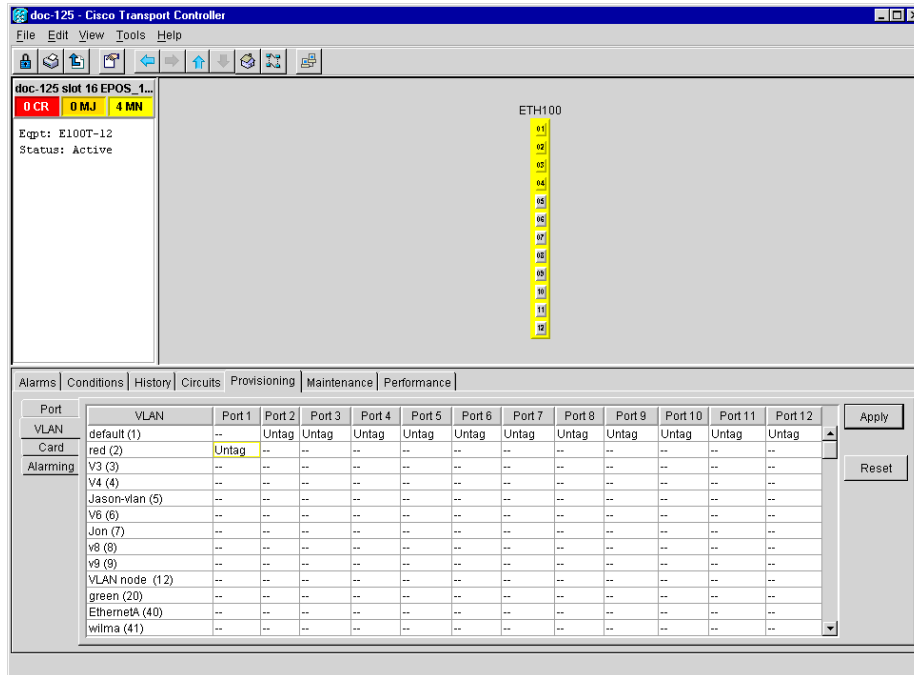 doc-125 - Cisco Transport Controller
File Edit View Tools Help
doc-125 slot 16 EPOS_1...
0 CR 0 MJ 4 MN
Eqpt: E100T-12
Status: Active
ETH100
01
02
03
04
05
06
07
08
09
10
11
12
Alarms Conditions History Circuits Provisioning Maintenance Performance
Port
VLAN
Card
Alarming
VLAN Port 1 Port 2 Port 3 Port 4 Port 5 Port 6 Port 7 Port 8 Port 9 Port 10 Port 11 Port 12
default (1) -- Untag Untag Untag Untag Untag Untag Untag Untag Untag Untag Untag
red (2) Untag -- -- -- -- -- -- -- -- -- -- --
V3 (3) -- -- -- -- -- -- -- -- -- -- -- --
V4 (4) -- -- -- -- -- -- -- -- -- -- -- --
Jason-vlan (5) -- -- -- -- -- -- -- -- -- -- -- --
V6 (6) -- -- -- -- -- -- -- -- -- -- -- --
Jon (7) -- -- -- -- -- -- -- -- -- -- -- --
v8 (8) -- -- -- -- -- -- -- -- -- -- -- --
v9 (9) -- -- -- -- -- -- -- -- -- -- -- --
VLAN node (12) -- -- -- -- -- -- -- -- -- -- -- --
green (20) -- -- -- -- -- -- -- -- -- -- -- --
EthernetA (40) -- -- -- -- -- -- -- -- -- -- -- --
wilma (41) -- -- -- -- -- -- -- -- -- -- -- --
Apply
Reset